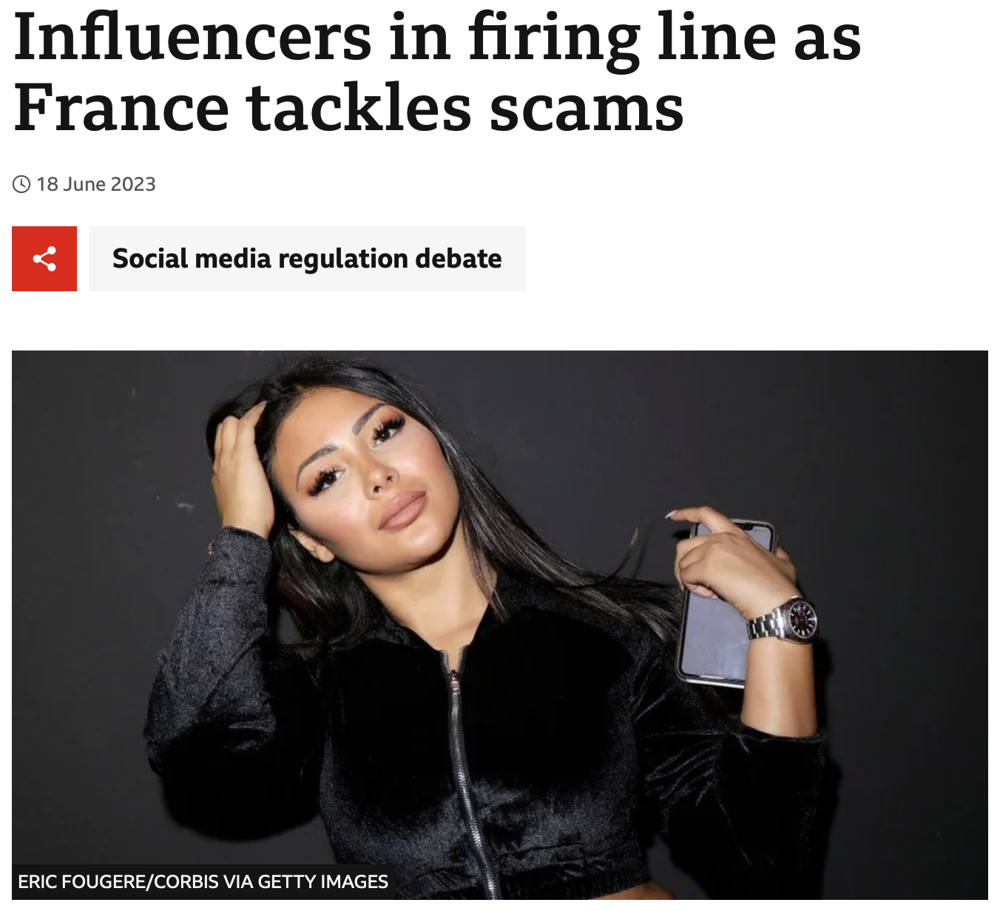 Influencers in firing line as
France tackles scams
18 June 2023
Social media regulation debate
ERIC FOUGERE/CORBIS VIA GETTY IMAGES